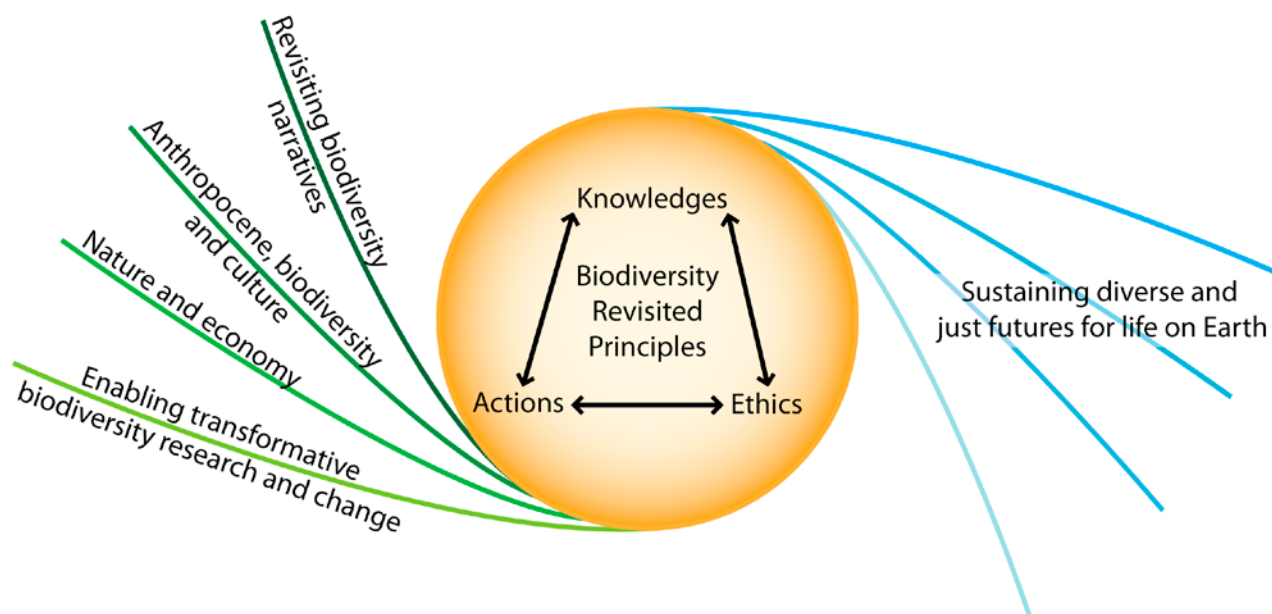 Revisiting biodiversity
narratives
Anthropocene, biodiversity
and culture
Nature and economy
Enabling transformative
biodiversity research and change
Knowledges
Biodiversity
Revisited
Principles
Actions
Ethics
Sustaining diverse and
just futures for life on Earth